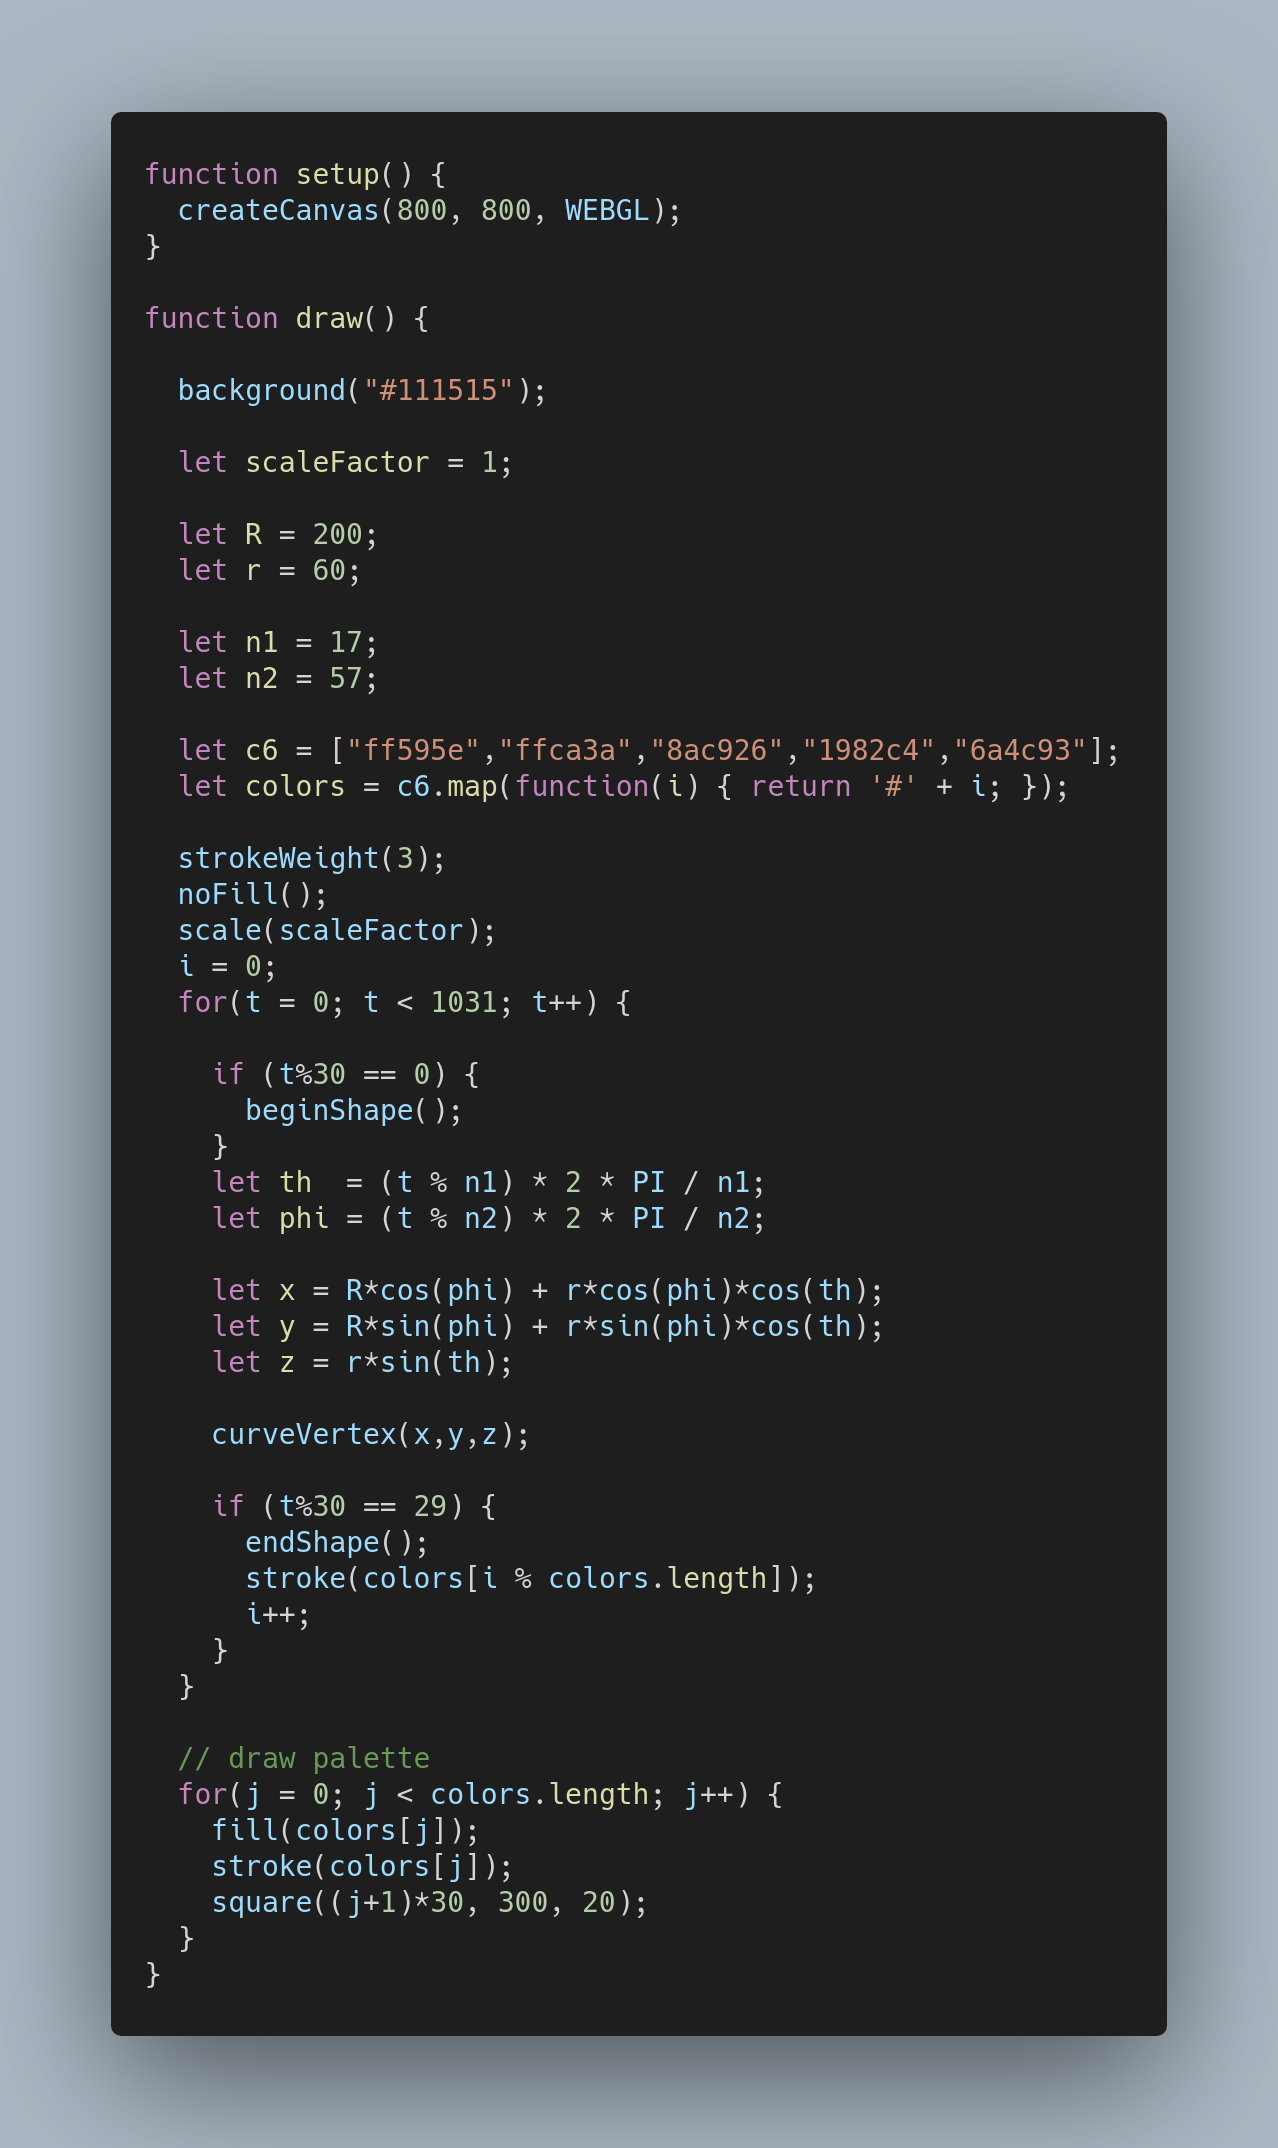 function setup() {
  createCanvas(800, 800, WEBGL);
}

function draw() {

  background("#111515");

  let scaleFactor = 1;

  let R = 200;
  let r = 60;

  let n1 = 17;
  let n2 = 57;

  let c6 = ["ff595e","ffca3a","8ac926","1982c4","6a4c93"];
  let colors = c6.map(function(i) { return '#' + i; });

  strokeWeight(3);
  noFill();
  scale(scaleFactor);
  i = 0;
  for(t = 0; t < 1031; t++) {

    if (t%30 == 0) {
      beginShape();
    }
    let th  = (t % n1) * 2 * PI / n1;
    let phi = (t % n2) * 2 * PI / n2;

    let x = R*cos(phi) + r*cos(phi)*cos(th);
    let y = R*sin(phi) + r*sin(phi)*cos(th);
    let z = r*sin(th);

    curveVertex(x,y,z);

    if (t%30 == 29) {
      endShape();
      stroke(colors[i % colors.length]);
      i++;
    }
  }

  // draw palette
  for(j = 0; j < colors.length; j++) {
    fill(colors[j]);
    stroke(colors[j]);
    square((j+1)*30, 300, 20);
  }
}